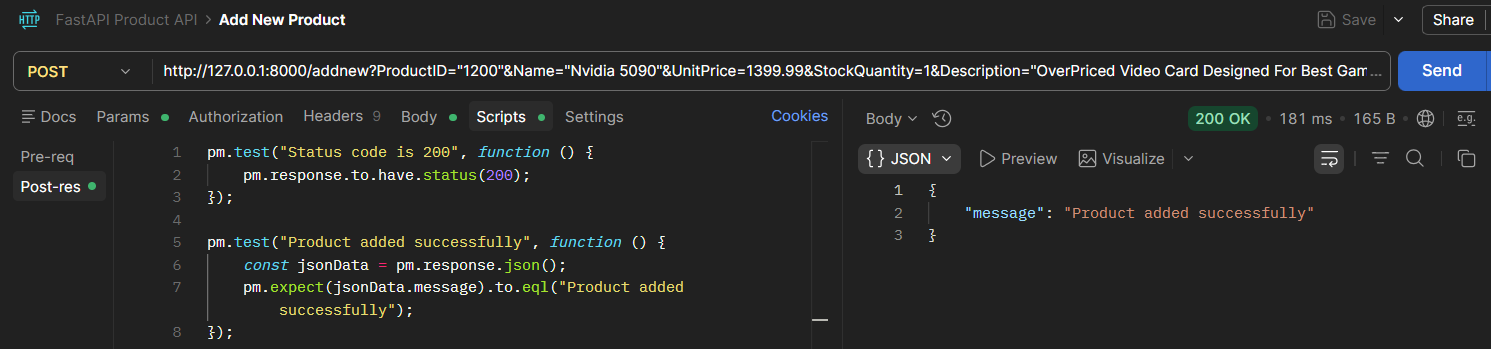 HTTP FastAPI Product API > Add New Product Save Share
POST http://127.0.0.1:8000/addnew?ProductID="1200"&Name="Nvidia 5090"&UnitPrice=1399.99&StockQuantity=1&Description="OverPriced Video Card Designed For Best Gam... Send
Docs Params Authorization Headers 9 Body Scripts Settings Cookies
Body 200 OK 181 ms 165 B e.g.
Pre-req
Post-res
1 pm.test("Status code is 200", function () {
2 pm.response.to.have.status(200);
3 });
4
5 pm.test("Product added successfully", function () {
6 const jsonData = pm.response.json();
7 pm.expect(jsonData.message).to.eql("Product added
successfully");
8 });
{} JSON Preview Visualize
1 {
2 "message": "Product added successfully"
3 }